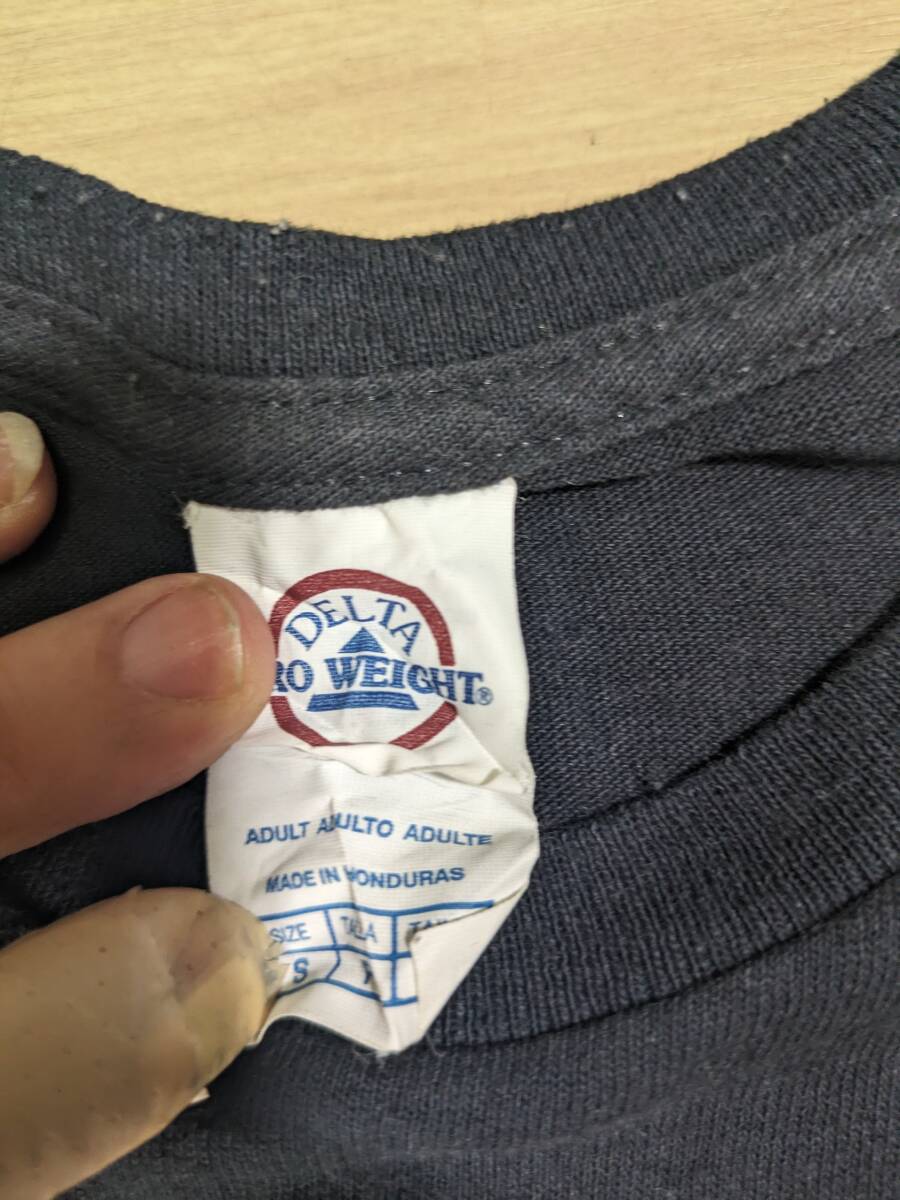 DELTA
RO WEIGHT®
ADULT ADULTO ADULTE
MADE IN HONDURAS
SIZE TALLA
S